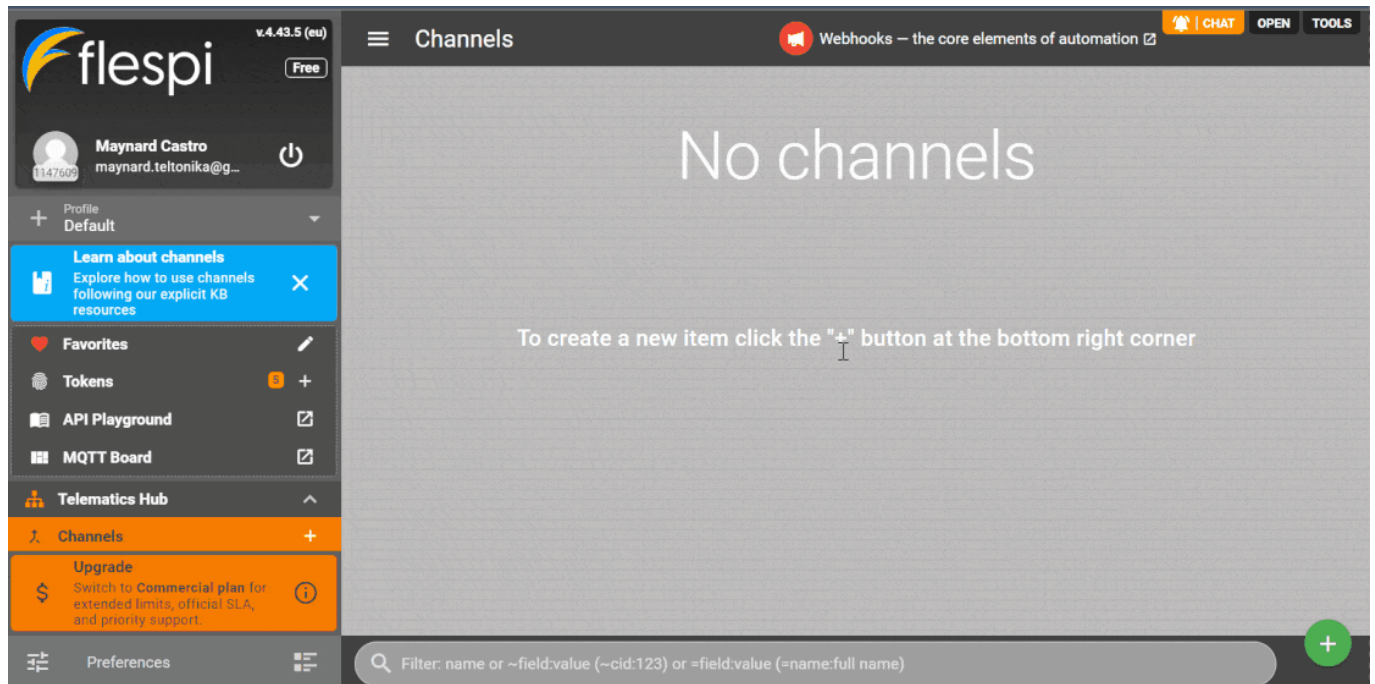 flespi
v.4.43.5 (eu)
Free
Maynard Castro
maynard.teltonika@g...
1147609
Profile
Default
Learn about channels
Explore how to use channels
following our explicit KB
resources
Favorites
Tokens
5 +
API Playground
MQTT Board
Telematics Hub
Channels
+
Upgrade
Switch to Commercial plan for
extended limits, official SLA,
and priority support.
Preferences
Channels
Webhooks — the core elements of automation
CHAT
OPEN
TOOLS
No channels
To create a new item click the "+" button at the bottom right corner
Filter: name or ~field:value (~cid:123) or =field:value (=name:full name)
+